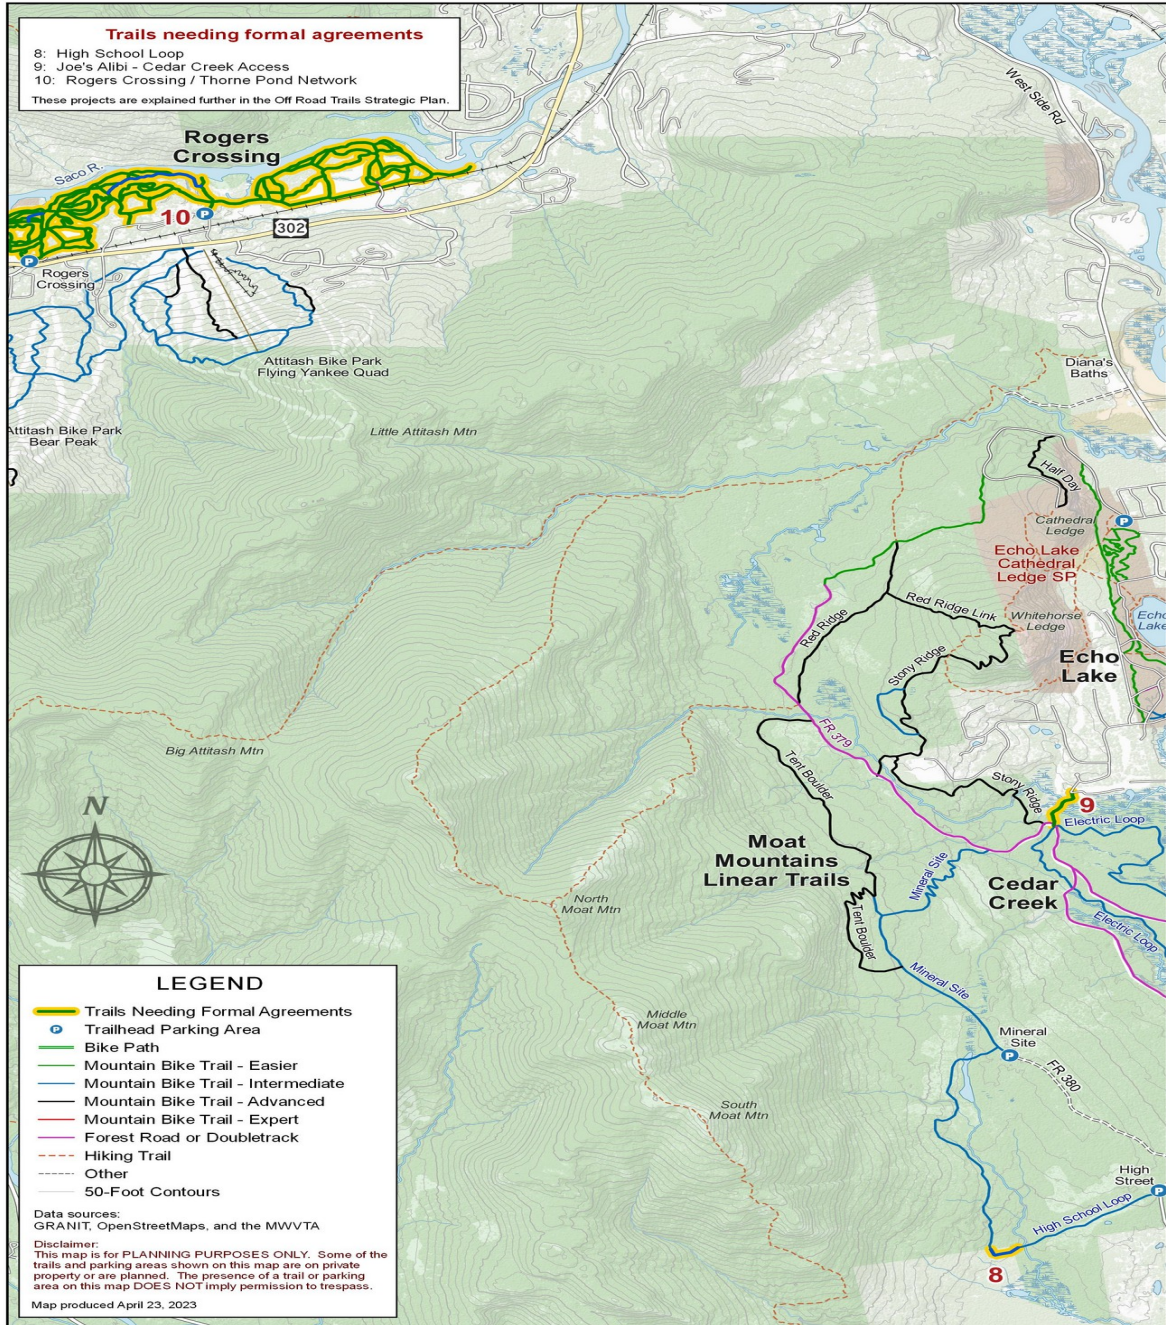 Trails needing formal agreements
8: High School Loop
9: Joe's Alibi - Cedar Creek Access
10: Rogers Crossing / Thorne Pond Network
These projects are explained further in the Off Road Trails Strategic Plan.
West Side Rd
Rogers
Crossing
Saco R.
10
P
302
P
Rogers
Crossing
Attitash Bike Park
Flying Yankee Quad
Diana's
Baths
Attitash Bike Park
Bear Peak
Little Attitash Mtn
Half Day
Cathedral
Ledge
P
Echo Lake
Cathedral
Ledge SP
Red Ridge Link
Red Ridge
Whitehorse
Ledge
Echo
Lake
Stony Ridge
Echo
Lake
FR 379
Big Attitash Mtn
Tent Boulder
Stony Ridge
9
Electric Loop
N
Moat
Mountains
Linear Trails
Mineral Site
Cedar
Creek
North
Moat Mtn
Tent Boulder
Electric Loop
Mineral Site
Middle
Moat Mtn
Mineral
Site
P
FR 380
South
Moat Mtn
High
Street
P
High School Loop
8
LEGEND
Trails Needing Formal Agreements
P Trailhead Parking Area
Bike Path
Mountain Bike Trail - Easier
Mountain Bike Trail - Intermediate
Mountain Bike Trail - Advanced
Mountain Bike Trail - Expert
Forest Road or Doubletrack
Hiking Trail
Other
50-Foot Contours
Data sources:
GRANIT, OpenStreetMaps, and the MWVTA
Disclaimer:
This map is for PLANNING PURPOSES ONLY. Some of the
trails and parking areas shown on this map are on private
property or are planned. The presence of a trail or parking
area on this map DOES NOT imply permission to trespass.
Map produced April 23, 2023